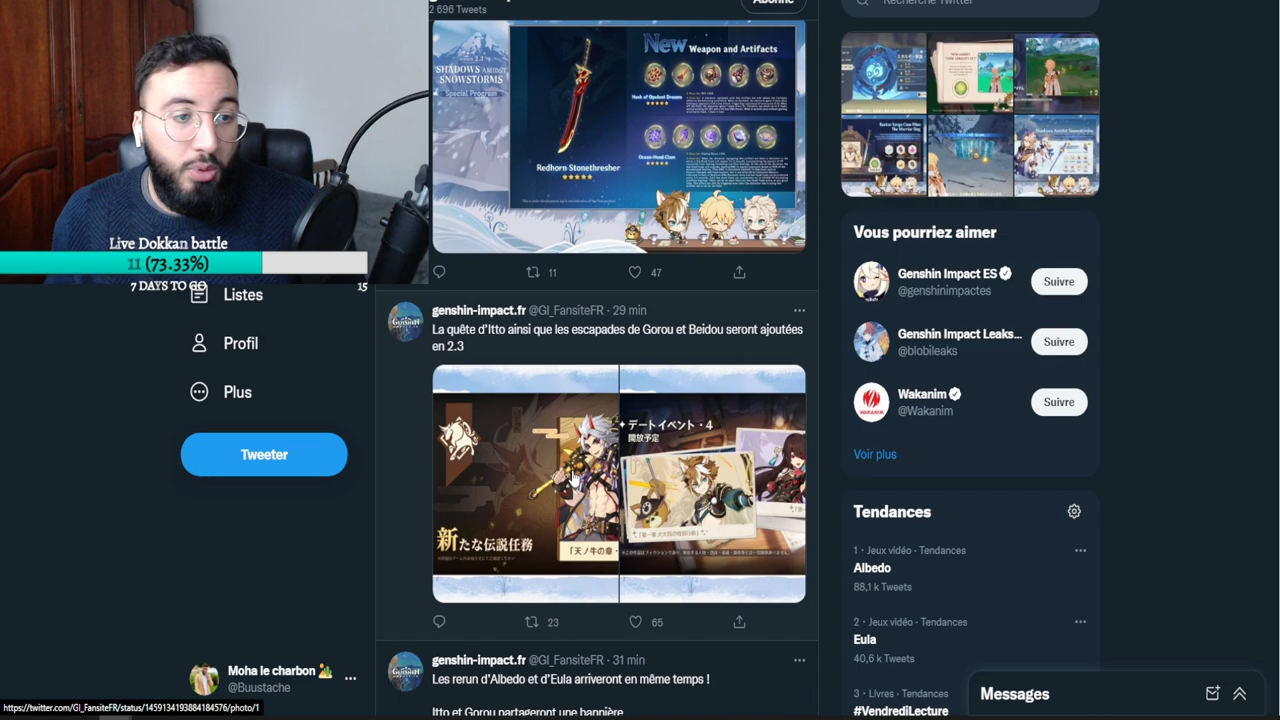 2 696 Tweets
Abonné
Recherche Twitter
SHADOWS AMIDST
SNOWSTORMS
Special Program
New Weapon and Artifacts
Husk of Opulent Dreams
Ocean-Hued Clam
Redhorn Stonethresher
11
47
Live Dokkan battle
11 (73.33%)
7 DAYS TO GO
15
Listes
Profil
Plus
Tweeter
genshin-impact.fr @GI_FansiteFR · 29 min
La quête d'Itto ainsi que les escapades de Gorou et Beidou seront ajoutées
en 2.3
新たな伝説任務
「天ノ牛の章・
デートイベント・4
開放予定
23
65
genshin-impact.fr @GI_FansiteFR · 31 min
Les rerun d'Albedo et d'Eula arriveront en même temps !
Itto et Gorou partageront une bannière
Vous pourriez aimer
Genshin Impact ES
@genshinimpactes
Suivre
Genshin Impact Leaks...
@blobileaks
Suivre
Wakanim
@Wakanim
Suivre
Voir plus
Tendances
1 · Jeux vidéo · Tendances
Albedo
88,1 k Tweets
2 · Jeux vidéo · Tendances
Eula
40,6 k Tweets
3 · Livres · Tendances
#VendrediLecture
Messages
Moha le charbon
@Buustache
https://twitter.com/GI_FansiteFR/status/1459134193884184576/photo/1